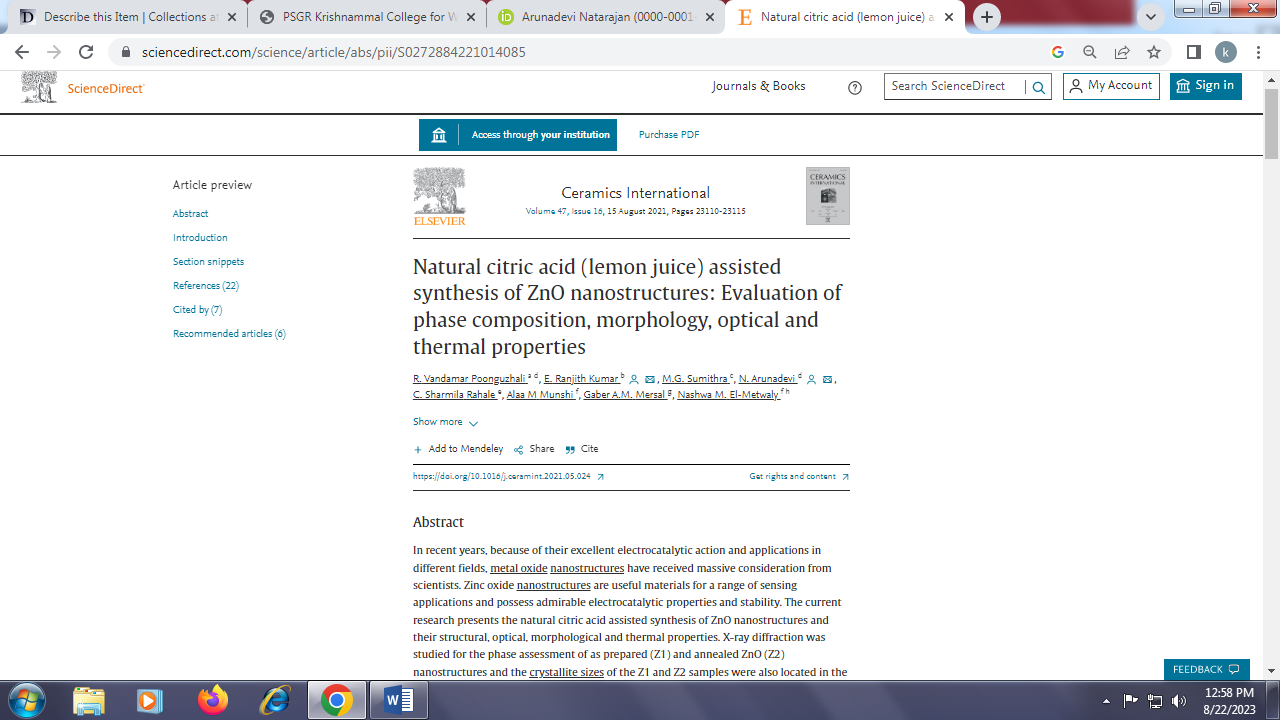 Describe this Item | Collections at
PSGR Krishnammal College for W
Arunadevi Natarajan (0000-0001-
Natural citric acid (lemon juice) a
sciencedirect.com/science/article/abs/pii/S0272884221014085
k
ScienceDirect
Journals & Books
Search ScienceDirect
My Account
Sign in
Access through your institution
Purchase PDF
Article preview
Abstract
Introduction
Section snippets
References (22)
Cited by (7)
Recommended articles (6)
ELSEVIER
Ceramics International
Volume 47, Issue 16, 15 August 2021, Pages 23110-23115
CERAMICS
INTERNATIONAL
Natural citric acid (lemon juice) assisted
synthesis of ZnO nanostructures: Evaluation of
phase composition, morphology, optical and
thermal properties
R. Vandamar Poonguzhali a d, E. Ranjith Kumar b, M.G. Sumithra c, N. Arunadevi d,
C. Sharmila Rahale e, Alaa M Munshi f, Gaber A.M. Mersal g, Nashwa M. El-Metwaly f h
Show more
+ Add to Mendeley Share Cite
https://doi.org/10.1016/j.ceramint.2021.05.024
Get rights and content
Abstract
In recent years, because of their excellent electrocatalytic action and applications in
different fields, metal oxide nanostructures have received massive consideration from
scientists. Zinc oxide nanostructures are useful materials for a range of sensing
applications and possess admirable electrocatalytic properties and stability. The current
research presents the natural citric acid assisted synthesis of ZnO nanostructures and
their structural, optical, morphological and thermal properties. X-ray diffraction was
studied for the phase assessment of as prepared (Z1) and annealed ZnO (Z2)
nanostructures and the crystallite sizes of the Z1 and Z2 samples were also located in the
FEEDBACK
12:58 PM
8/22/2023